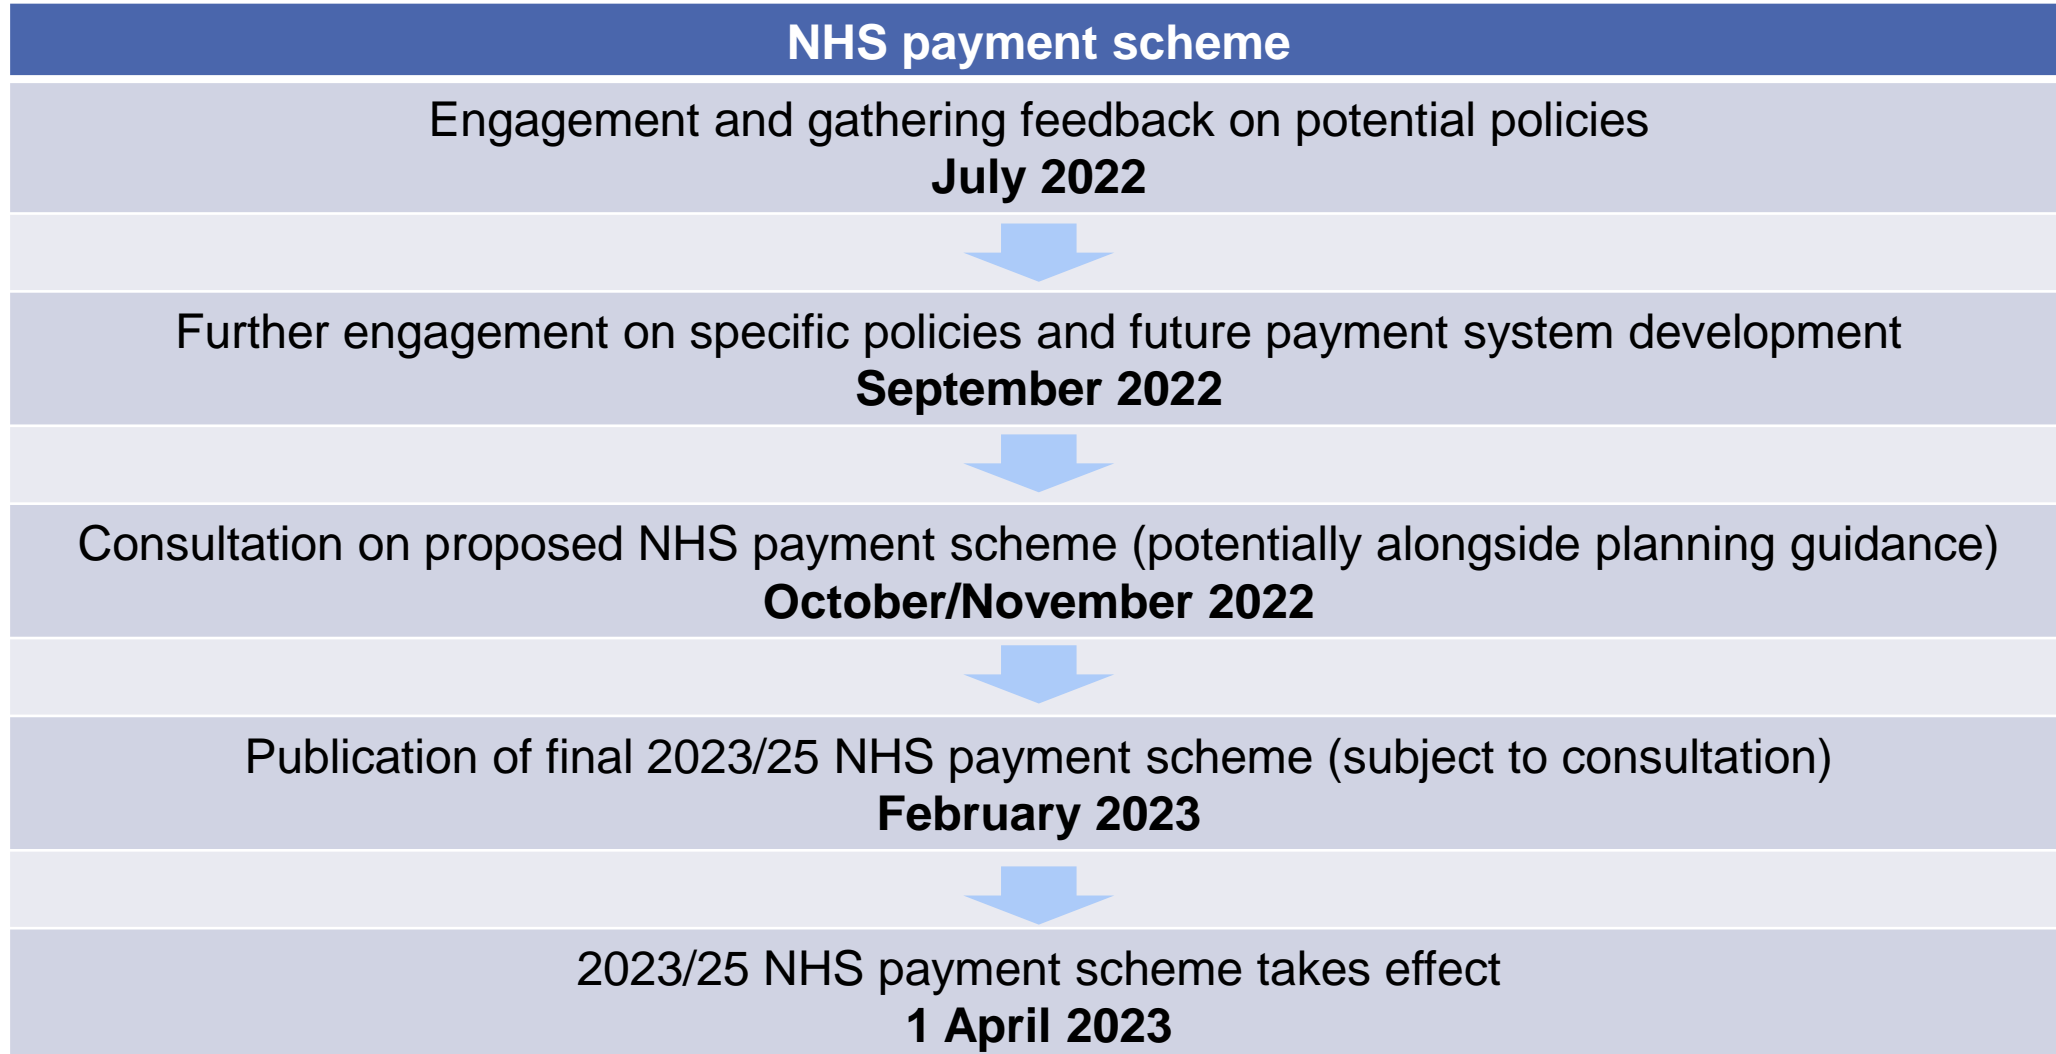 NHS payment scheme
Engagement and gathering feedback on potential policies
July 2022
Further engagement on specific policies and future payment system development
September 2022
Consultation on proposed NHS payment scheme (potentially alongside planning guidance)
October/November 2022
Publication of final 2023/25 NHS payment scheme (subject to consultation)
February 2023
2023/25 NHS payment scheme takes effect
1 April 2023